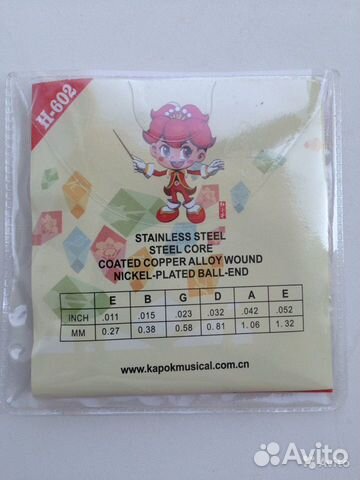 H-602
STAINLESS STEEL
STEEL CORE
COATED COPPER ALLOY WOUND
NICKEL-PLATED BALL-END
E B G D A E
INCH .011 .015 .023 .032 .042 .052
MM 0.27 0.38 0.58 0.81 1.06 1.32
www.kapokmusical.com.cn
Avito